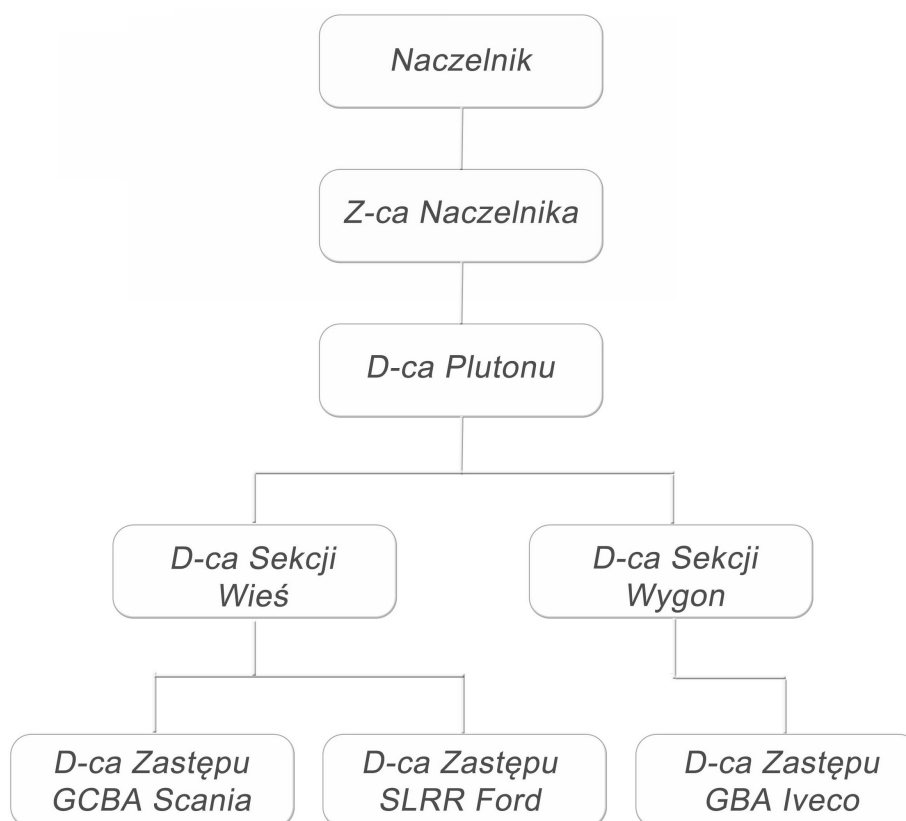 Naczelnik
Z-ca Naczelnika
D-ca Plutonu
D-ca Sekcji
Wieś
D-ca Sekcji
Wygon
D-ca Zastępu
GCBA Scania
D-ca Zastępu
SLRR Ford
D-ca Zastępu
GBA Iveco